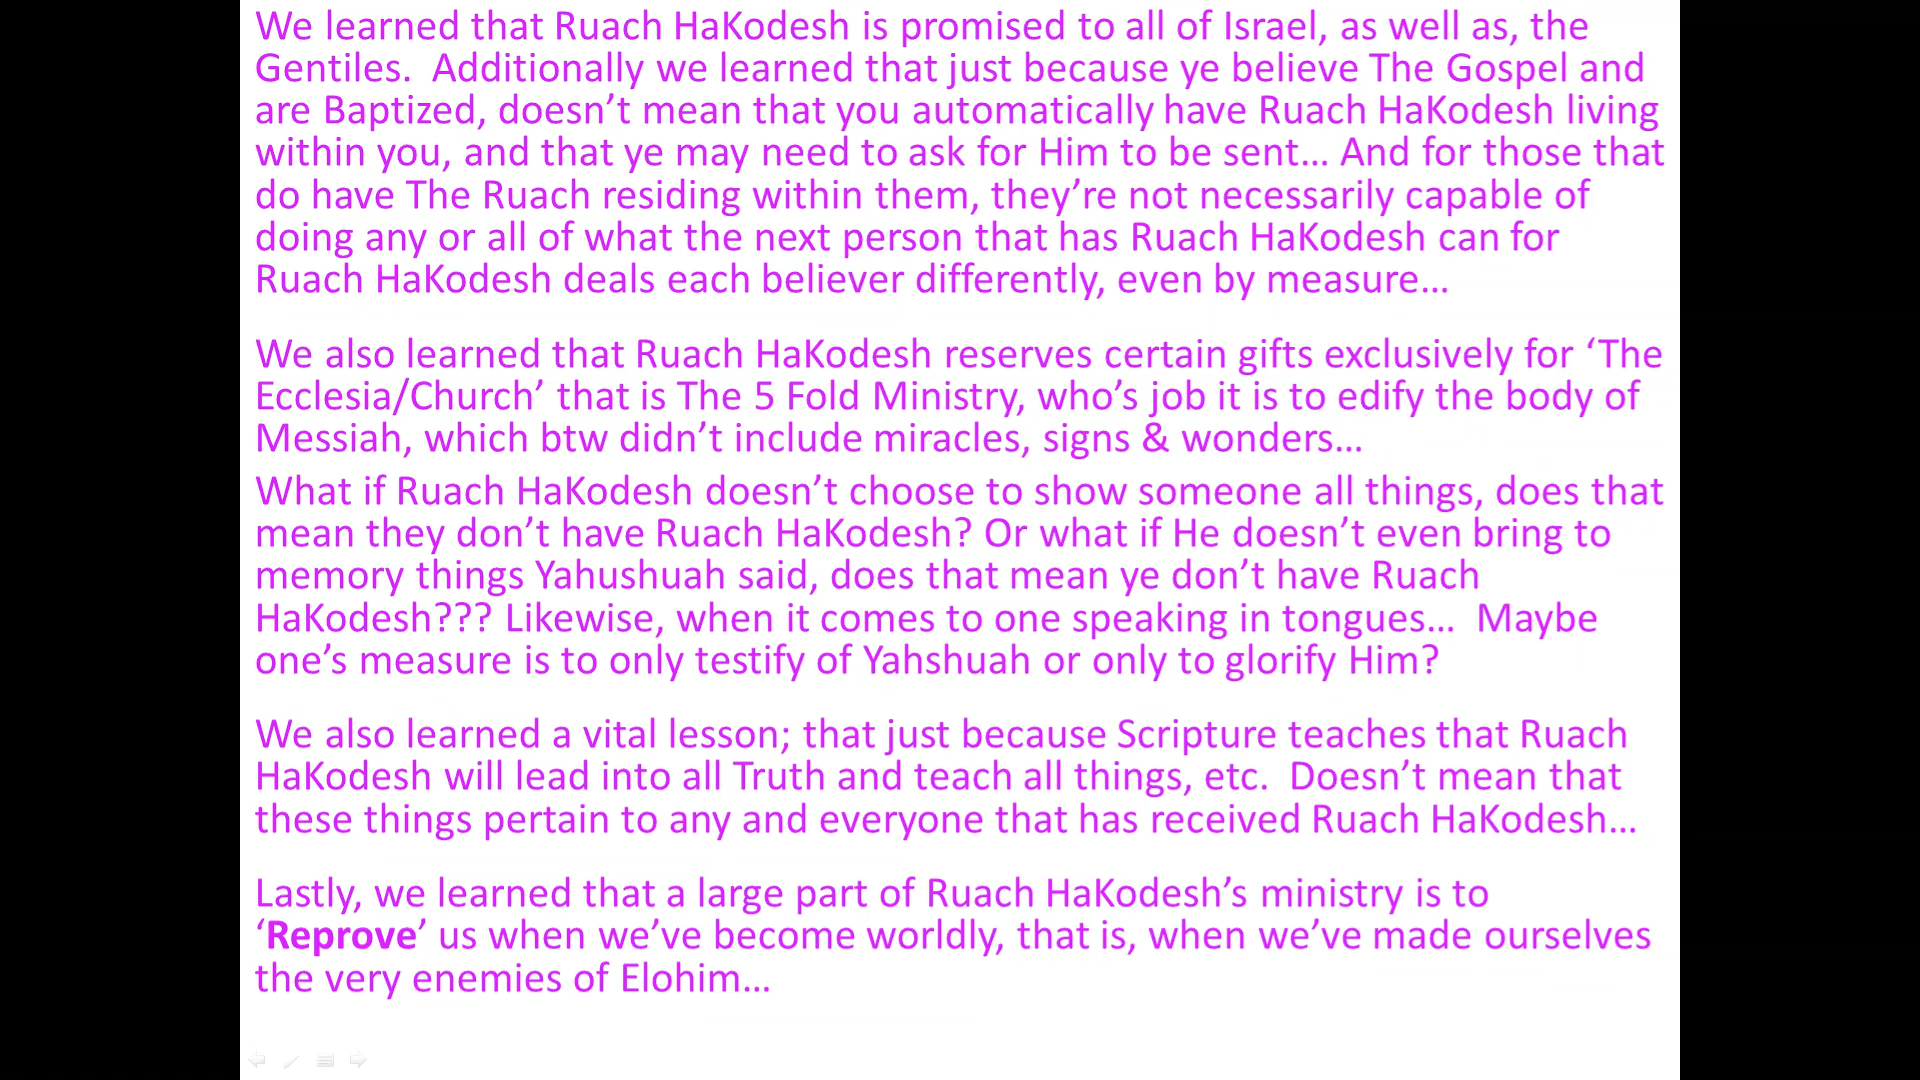 We learned that Ruach HaKodesh is promised to all of Israel, as well as, the
Gentiles.  Additionally we learned that just because ye believe The Gospel and
are Baptized, doesn’t mean that you automatically have Ruach HaKodesh living
within you, and that ye may need to ask for Him to be sent… And for those that
do have The Ruach residing within them, they’re not necessarily capable of
doing any or all of what the next person that has Ruach HaKodesh can for
Ruach HaKodesh deals each believer differently, even by measure…
We also learned that Ruach HaKodesh reserves certain gifts exclusively for ‘The
Ecclesia/Church’ that is The 5 Fold Ministry, who’s job it is to edify the body of
Messiah, which btw didn’t include miracles, signs & wonders…
What if Ruach HaKodesh doesn’t choose to show someone all things, does that
mean they don’t have Ruach HaKodesh? Or what if He doesn’t even bring to
memory things Yahushuah said, does that mean ye don’t have Ruach
HaKodesh??? Likewise, when it comes to one speaking in tongues…  Maybe
one’s measure is to only testify of Yahshuah or only to glorify Him?
We also learned a vital lesson; that just because Scripture teaches that Ruach
HaKodesh will lead into all Truth and teach all things, etc.  Doesn’t mean that
these things pertain to any and everyone that has received Ruach HaKodesh…
Lastly, we learned that a large part of Ruach HaKodesh’s ministry is to
‘Reprove’ us when we’ve become worldly, that is, when we’ve made ourselves
the very enemies of Elohim…